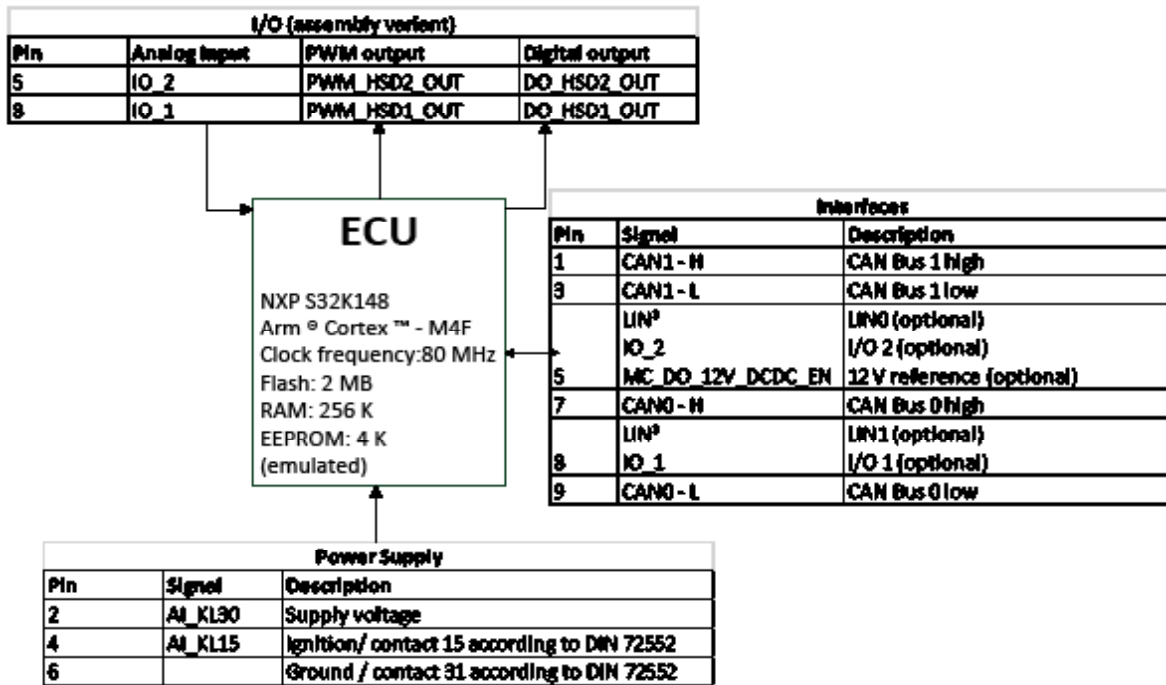 I/O (assembly variant)
Pin Analog Input PWM output Digital output
5 IO_2 PWM_HSD2_OUT DO_HSD2_OUT
8 IO_1 PWM_HSD1_OUT DO_HSD1_OUT
ECU
NXP S32K148
Arm ® Cortex ™ - M4F
Clock frequency:80 MHz
Flash: 2 MB
RAM: 256 K
EEPROM: 4 K
(emulated)
Interfaces
Pin Signal Description
1 CAN1 - H CAN Bus 1 high
3 CAN1 - L CAN Bus 1 low
LIN³ LIN0 (optional)
IO_2 I/O 2 (optional)
5 MC_DO_12V_DCDC_EN 12V reference (optional)
7 CAN0 - H CAN Bus 0 high
LIN³ LIN1 (optional)
8 IO_1 I/O 1 (optional)
9 CAN0 - L CAN Bus 0 low
Power Supply
Pin Signal Description
2 AI_KL30 Supply voltage
4 AI_KL15 Ignition/ contact 15 according to DIN 72552
6 Ground / contact 31 according to DIN 72552